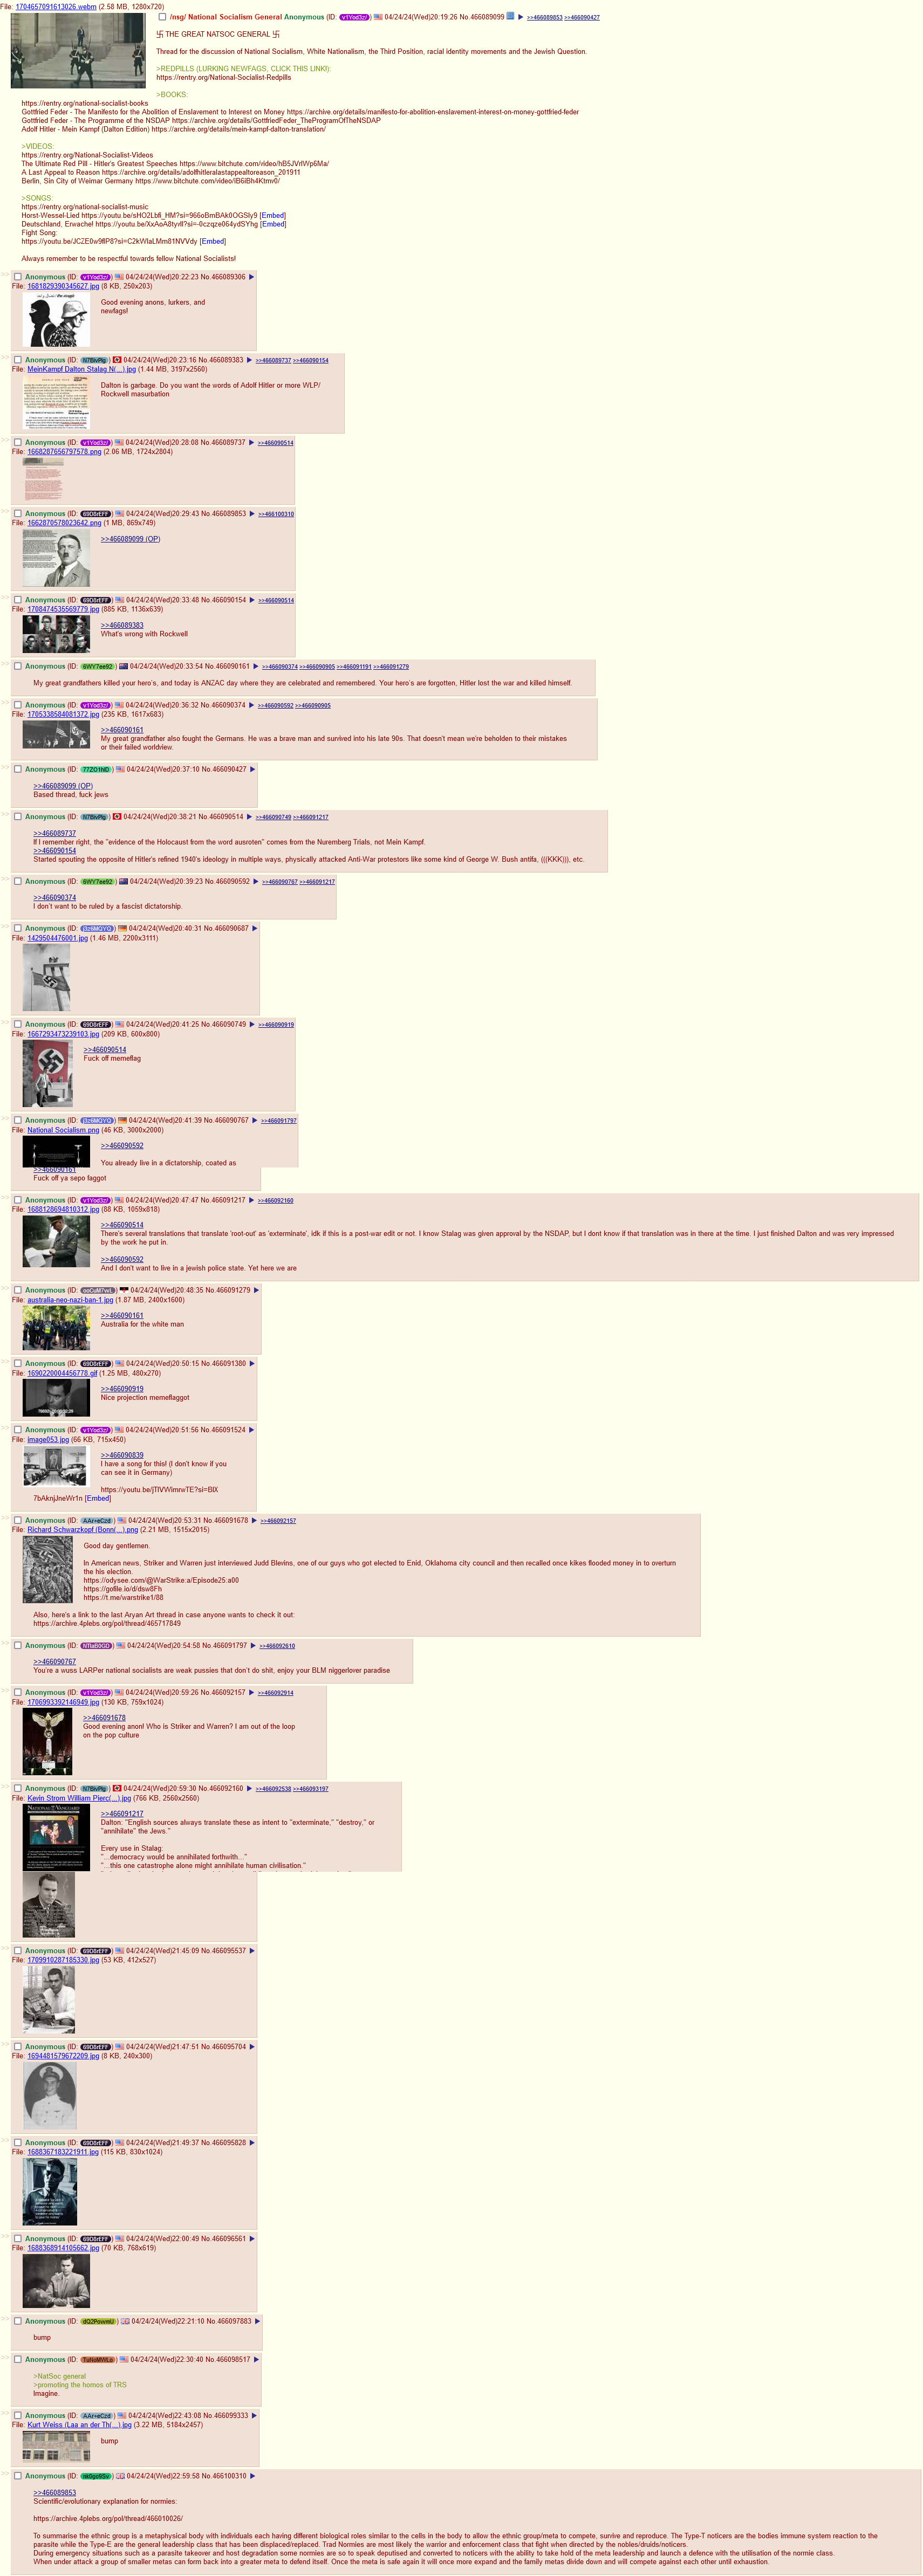 File: 1704657091613026.webm (2.58 MB, 1280x720)
/nsg/ National Socialism General Anonymous (ID: v1Yod3z/) 04/24/24(Wed)20:19:26 No.466089099 ▶ >>466089853 >>466090427
卐 THE GREAT NATSOC GENERAL 卐
Thread for the discussion of National Socialism, White Nationalism, the Third Position, racial identity movements and the Jewish Question.
>REDPILLS (LURKING NEWFAGS, CLICK THIS LINK!):
https://rentry.org/National-Socialist-Redpills
>BOOKS:
https://rentry.org/national-socialist-books
Gottfried Feder - The Manifesto for the Abolition of Enslavement to Interest on Money https://archive.org/details/manifesto-for-abolition-enslavement-interest-on-money-gottfried-feder
Gottfried Feder - The Programme of the NSDAP https://archive.org/details/GottfriedFeder_TheProgramOfTheNSDAP
Adolf Hitler - Mein Kampf (Dalton Edition) https://archive.org/details/mein-kampf-dalton-translation/
>VIDEOS:
https://rentry.org/National-Socialist-Videos
The Ultimate Red Pill - Hitler's Greatest Speeches
A Last Appeal to Reason https://archive.org/details/adolfhitleralastappealtoreason_201911
Berlin, Sin City of Weimar Germany
>SONGS:
https://rentry.org/national-socialist-music
Horst-Wessel-Lied [Embed]
Deutschland, Erwache! [Embed]
Fight Song:
[Embed]
Always remember to be respectful towards fellow National Socialists!
>> Anonymous (ID: v1Yod3z/) 04/24/24(Wed)20:22:23 No.466089306 ▶
File: 1681829390345627.jpg (8 KB, 250x203)
Good evening anons, lurkers, and
newfags!
>> Anonymous (ID: N7BivPig) 04/24/24(Wed)20:23:16 No.466089383 ▶ >>466089737 >>466090154
File: MeinKampf Dalton Stalag N(...).jpg (1.44 MB, 3197x2560)
Dalton is garbage. Do you want the words of Adolf Hitler or more WLP/
Rockwell masurbation
>> Anonymous (ID: v1Yod3z/) 04/24/24(Wed)20:28:08 No.466089737 ▶ >>466090514
File: 1668287656797578.png (2.06 MB, 1724x2804)
>> Anonymous (ID: 69O8rEFF) 04/24/24(Wed)20:29:43 No.466089853 ▶ >>466100310
File: 1662870578023642.png (1 MB, 869x749)
>>466089099 (OP)
>> Anonymous (ID: 69O8rEFF) 04/24/24(Wed)20:33:48 No.466090154 ▶ >>466090514
File: 1708474535569779.jpg (885 KB, 1136x639)
>>466089383
What's wrong with Rockwell
>> Anonymous (ID: 6WY7ee92) 04/24/24(Wed)20:33:54 No.466090161 ▶ >>466090374 >>466090905 >>466091191 >>466091279
My great grandfathers killed your hero's, and today is ANZAC day where they are celebrated and remembered. Your hero's are forgotten, Hitler lost the war and killed himself.
>> Anonymous (ID: v1Yod3z/) 04/24/24(Wed)20:36:32 No.466090374 ▶ >>466090592 >>466090905
File: 1705338584081372.jpg (235 KB, 1617x683)
>>466090161
My great grandfather also fought the Germans. He was a brave man and survived into his late 90s. That doesn't mean we're beholden to their mistakes
or their failed worldview.
>> Anonymous (ID: 77ZO1hlD) 04/24/24(Wed)20:37:10 No.466090427 ▶
>>466089099 (OP)
Based thread, fuck jews
>> Anonymous (ID: N7BivPig) 04/24/24(Wed)20:38:21 No.466090514 ▶ >>466090749 >>466091217
>>466089737
If I remember right, the "evidence of the Holocaust from the word ausroten" comes from the Nuremberg Trials, not Mein Kampf.
>>466090154
Started spouting the opposite of Hitler's refined 1940's ideology in multiple ways, physically attacked Anti-War protestors like some kind of George W. Bush antifa, (((KKK))), etc.
>> Anonymous (ID: 6WY7ee92) 04/24/24(Wed)20:39:23 No.466090592 ▶ >>466090767 >>466091217
>>466090374
I don't want to be ruled by a fascist dictatorship.
>> Anonymous (ID: j3z6MQYQ) 04/24/24(Wed)20:40:31 No.466090687 ▶
File: 1429504476001.jpg (1.46 MB, 2200x3111)
>> Anonymous (ID: 69O8rEFF) 04/24/24(Wed)20:41:25 No.466090749 ▶ >>466090919
File: 1667293473239103.jpg (209 KB, 600x800)
>>466090514
Fuck off memeflag
>> Anonymous (ID: j3z6MQYQ) 04/24/24(Wed)20:41:39 No.466090767 ▶ >>466091797
File: National Socialism.png (46 KB, 3000x2000)
>>466090592
You already live in a dictatorship, coated as
>>466090161
Fuck off ya sepo faggot
>> Anonymous (ID: v1Yod3z/) 04/24/24(Wed)20:47:47 No.466091217 ▶ >>466092160
File: 1688128694810312.jpg (88 KB, 1059x818)
>>466090514
There's several translations that translate 'root-out' as 'exterminate', idk if this is a post-war edit or not. I know Stalag was given approval by the NSDAP, but I dont know if that translation was in there at the time. I just finished Dalton and was very impressed
by the work he put in.
>>466090592
And I don't want to live in a jewish police state. Yet here we are
>> Anonymous (ID: ) 04/24/24(Wed)20:48:35 No.466091279 ▶
File: australia-neo-nazi-ban-1.jpg (1.87 MB, 2400x1600)
>>466090161
Australia for the white man
>> Anonymous (ID: 69O8rEFF) 04/24/24(Wed)20:50:15 No.466091380 ▶
File: 1690220004456778.gif (1.25 MB, 480x270)
>>466090919
Nice projection memeflaggot
>> Anonymous (ID: v1Yod3z/) 04/24/24(Wed)20:51:56 No.466091524 ▶
File: image053.jpg (66 KB, 715x450)
>>466090839
I have a song for this! (I don't know if you
can see it in Germany)
[Embed]
>> Anonymous (ID: AAr+eCzd) 04/24/24(Wed)20:53:31 No.466091678 ▶ >>466092157
File: Richard Schwarzkopf (Bonn(...).png (2.21 MB, 1515x2015)
Good day gentlemen.
In American news, Striker and Warren just interviewed Judd Blevins, one of our guys who got elected to Enid, Oklahoma city council and then recalled once kikes flooded money in to overturn
the his election.
https://odysee.com/@WarStrike:a/Episode25:a00
https://gofile.io/d/dsw8Fh
https://t.me/warstrike1/88
Also, here's a link to the last Aryan Art thread in case anyone wants to check it out:
https://archive.4plebs.org/pol/thread/465717849
>> Anonymous (ID: ) 04/24/24(Wed)20:54:58 No.466091797 ▶ >>466092610
>>466090767
You're a wuss LARPer national socialists are weak pussies that don't do shit, enjoy your BLM niggerlover paradise
>> Anonymous (ID: v1Yod3z/) 04/24/24(Wed)20:59:26 No.466092157 ▶ >>466092914
File: 1706993392146949.jpg (130 KB, 759x1024)
>>466091678
Good evening anon! Who is Striker and Warren? I am out of the loop
on the pop culture
>> Anonymous (ID: N7BivPig) 04/24/24(Wed)20:59:30 No.466092160 ▶ >>466092538 >>466093197
File: Kevin Strom William Pierc(...).jpg (766 KB, 2560x2560)
NATIONAL VANGUARD
>>466091217
Dalton: "English sources always translate these as intent to "exterminate," "destroy," or
"annihilate" the Jews."
Every use in Stalag:
"...democracy would be annihilated forthwith..."
"...this one catastrophe alone might annihilate human civilisation."
>> Anonymous (ID: 69O8rEFF) 04/24/24(Wed)21:45:09 No.466095537 ▶
File: 1709910287185330.jpg (53 KB, 412x527)
>> Anonymous (ID: 69O8rEFF) 04/24/24(Wed)21:47:51 No.466095704 ▶
File: 1694481579672209.jpg (8 KB, 240x300)
>> Anonymous (ID: 69O8rEFF) 04/24/24(Wed)21:49:37 No.466095828 ▶
File: 1688367183221911.jpg (115 KB, 830x1024)
>> Anonymous (ID: 69O8rEFF) 04/24/24(Wed)22:00:49 No.466096561 ▶
File: 1688368914105662.jpg (70 KB, 768x619)
>> Anonymous (ID: dQ2PovvmU) 04/24/24(Wed)22:21:10 No.466097883 ▶
bump
>> Anonymous (ID: TuNoMWLo) 04/24/24(Wed)22:30:40 No.466098517 ▶
>NatSoc general
>promoting the homos of TRS
Imagine.
>> Anonymous (ID: AAr+eCzd) 04/24/24(Wed)22:43:08 No.466099333 ▶
File: Kurt Weiss (Laa an der Th(...).jpg (3.22 MB, 5184x2457)
bump
>> Anonymous (ID: ) 04/24/24(Wed)22:59:58 No.466100310 ▶
>>466089853
Scientific/evolutionary explanation for normies:
https://archive.4plebs.org/pol/thread/466010026/
To summarise the ethnic group is a metaphysical body with individuals each having different biological roles similar to the cells in the body to allow the ethnic group/meta to compete, survive and reproduce. The Type-T noticers are the bodies immune system reaction to the
parasite while the Type-E are the general leadership class that has been displaced/replaced. Trad Normies are most likely the warrior and enforcement class that fight when directed by the nobles/druids/noticers.
During emergency situations such as a parasite takeover and host degradation some normies are so to speak deputised and converted to noticers with the ability to take hold of the meta leadership and launch a defence with the utilisation of the normie class.
When under attack a group of smaller metas can form back into a greater meta to defend itself. Once the meta is safe again it will once more expand and the family metas divide down and will compete against each other until exhaustion.